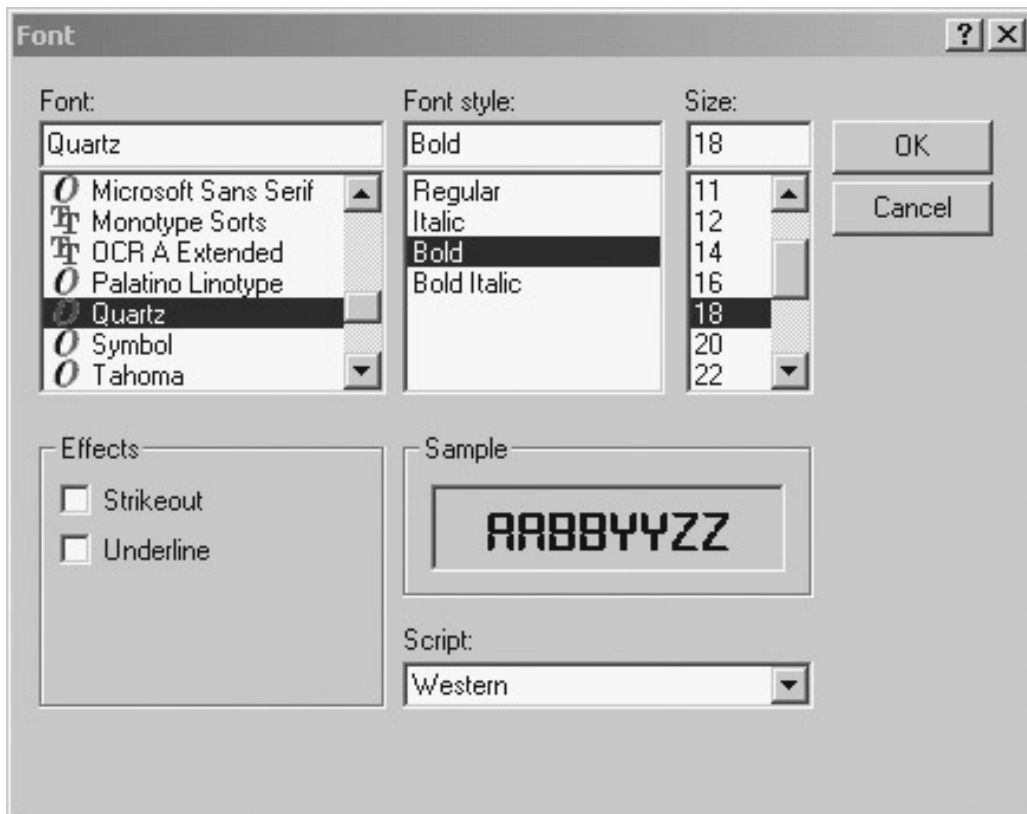 Font
?
Font:
Font style:
Size:
Quartz
Bold
18
OK
Cancel
Microsoft Sans Serif
Monotype Sorts
OCR A Extended
Palatino Linotype
Quartz
Symbol
Tahoma
Regular
Italic
Bold
Bold Italic
11
12
14
16
18
20
22
Effects
Strikeout
Underline
Sample
AABBYYZZ
Script:
Western